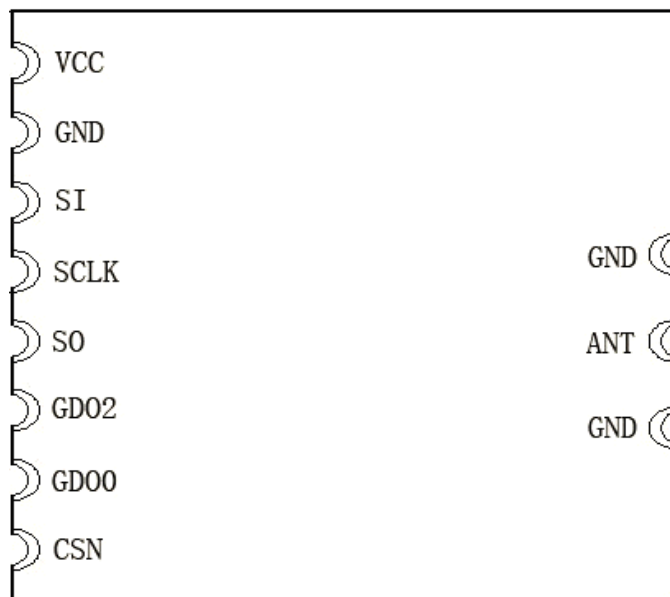 VCC
GND
SI
SCLK
SO
GDO2
GDO0
CSN
GND
ANT
GND